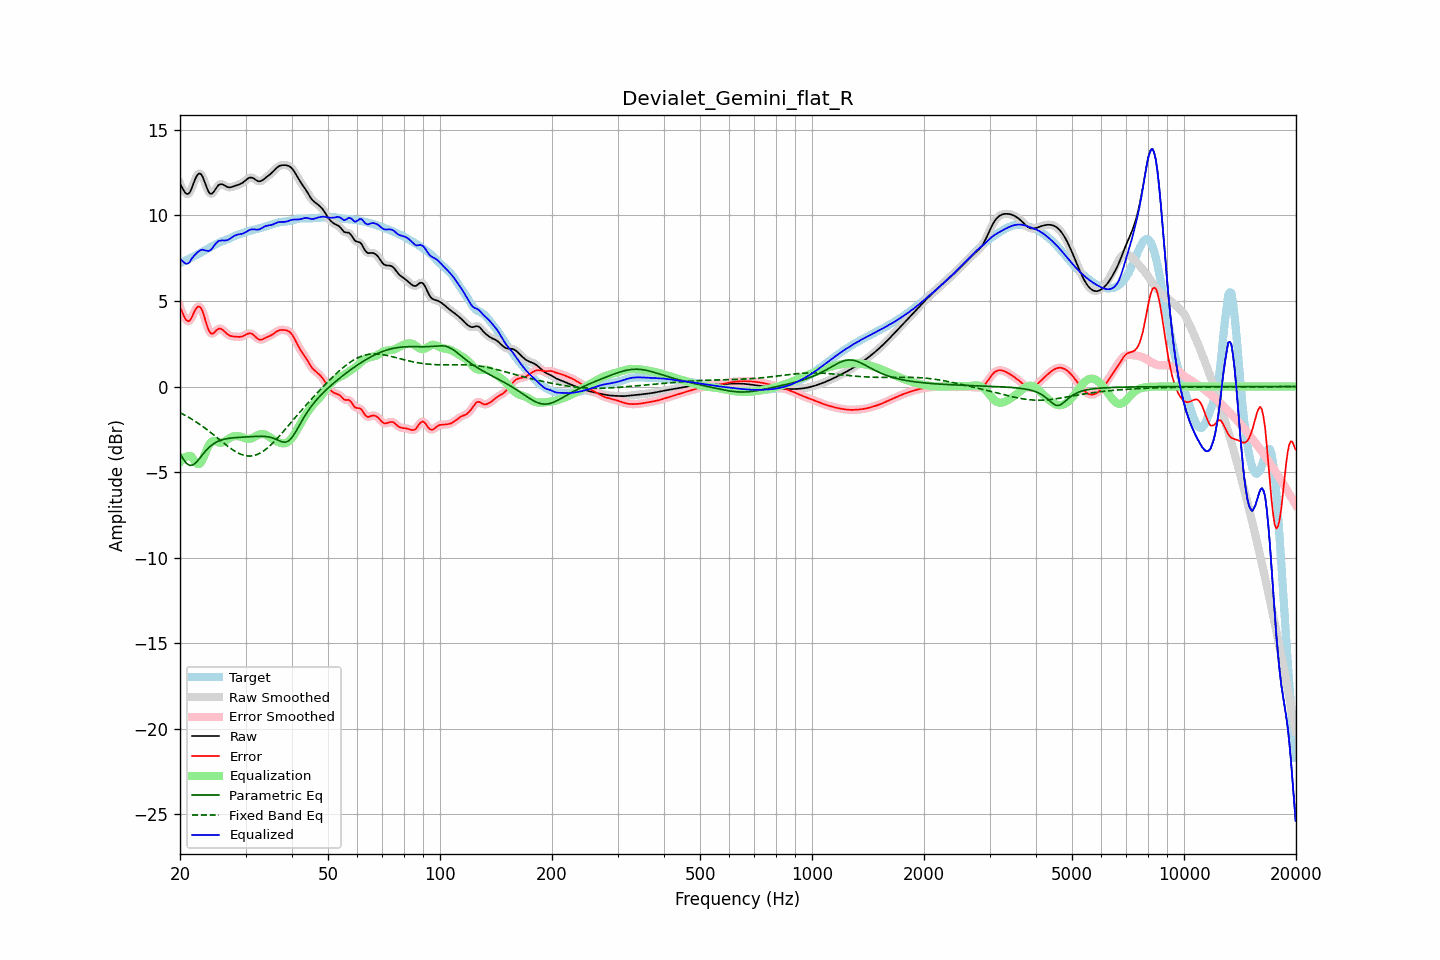 Devialet_Gemini_flat_R
Amplitude (dBr)
15
10
5
0
−5
−10
−15
−20
−25
Target
Raw Smoothed
Error Smoothed
Raw
Error
Equalization
Parametric Eq
Fixed Band Eq
Equalized
20 50 100 200 500 1000 2000 5000 10000 20000
Frequency (Hz)